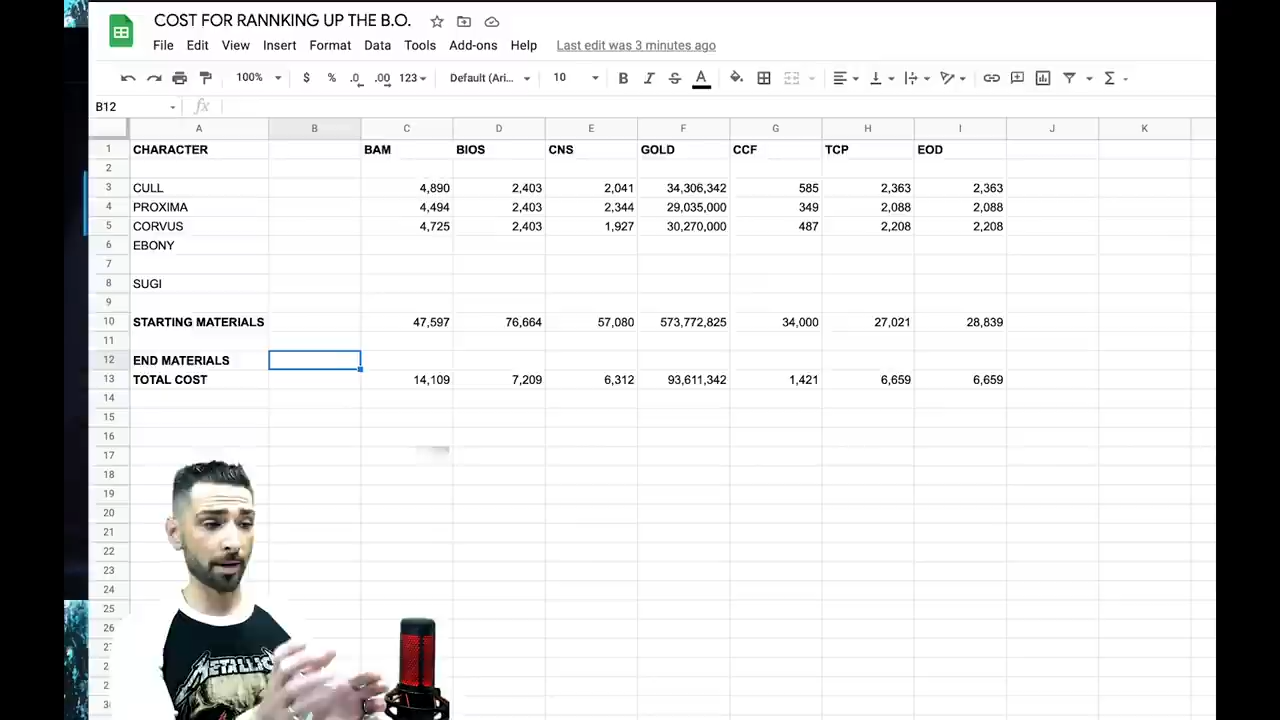 COST FOR RANNKING UP THE B.O.
File Edit View Insert Format Data Tools Add-ons Help Last edit was 3 minutes ago
100% $ % .0 .00 123 Default (Ari... 10 B I S A Σ
B12 fx
A B C D E F G H I J K
1 CHARACTER BAM BIOS CNS GOLD CCF TCP EOD
2
3 CULL 4,890 2,403 2,041 34,306,342 585 2,363 2,363
4 PROXIMA 4,494 2,403 2,344 29,035,000 349 2,088 2,088
5 CORVUS 4,725 2,403 1,927 30,270,000 487 2,208 2,208
6 EBONY
7
8 SUGI
9
10 STARTING MATERIALS 47,597 76,664 57,080 573,772,825 34,000 27,021 28,839
11
12 END MATERIALS
13 TOTAL COST 14,109 7,209 6,312 93,611,342 1,421 6,659 6,659
14
15
16
17
18
19
20
21
22
23
24
25
26
METALLIC